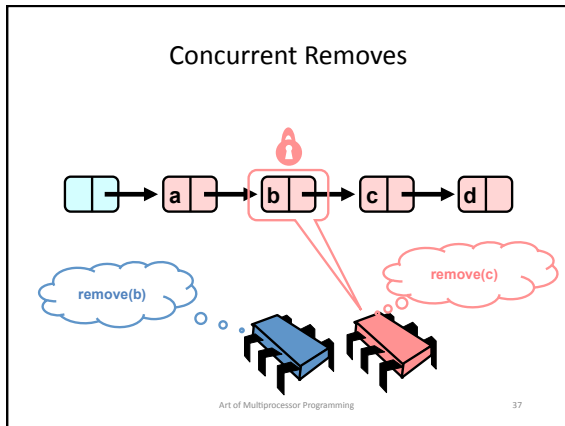 Concurrent Removes
a b c d
remove(b)
remove(c)
Art of Multiprocessor Programming
37